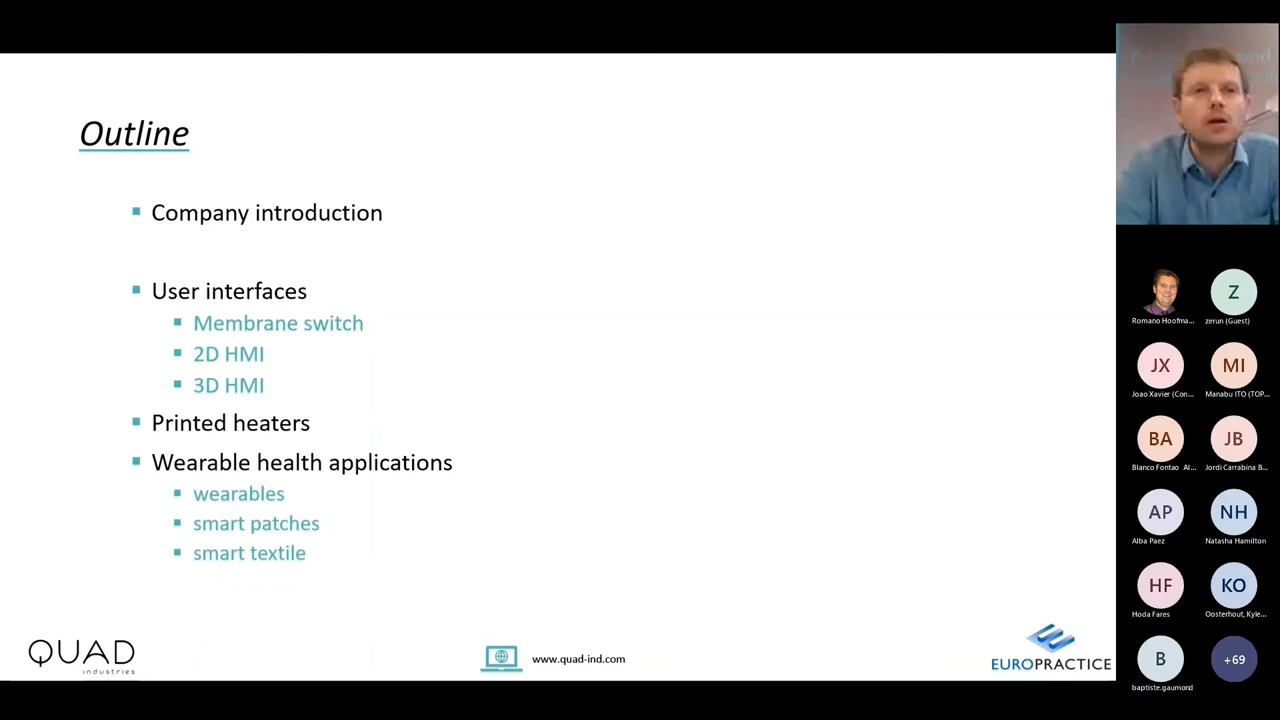 Outline
Company introduction
User interfaces
Membrane switch
2D HMI
3D HMI
Printed heaters
Wearable health applications
wearables
smart patches
smart textile
QUAD
industries
www.quad-ind.com
EUROPRACTICE
Romano Hoofma...
Z
zerun (Guest)
JX
Joao Xavier (Con...
MI
Manabu ITO (TOP...
BA
Blanco Fontao Al...
JB
Jordi Carrabina B...
AP
Alba Paez
NH
Natasha Hamilton
HF
Hoda Fares
KO
Oosterhout, Kyle...
B
baptiste.gaumond
+69